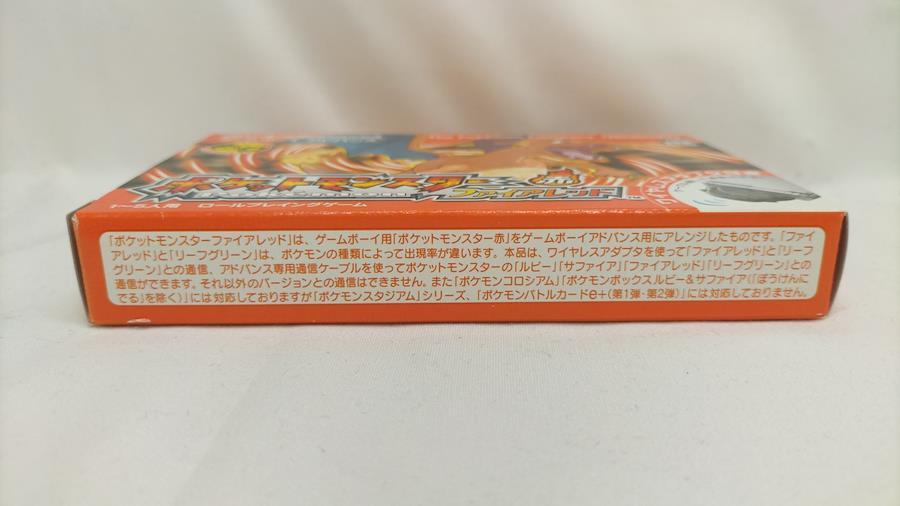 ポケットモンスター
ファイアレッド
1〜5人用 ロールプレイングゲーム
「ポケットモンスターファイアレッド」は、ゲームボーイ用「ポケットモンスター赤」をゲームボーイアドバンス用にアレンジしたものです。「ファイ
アレッド」と「リーフグリーン」は、ポケモンの種類によって出現率が違います。本品は、ワイヤレスアダプタを使って「ファイアレッド」と「リーフ
グリーン」との通信、アドバンス専用通信ケーブルを使ってポケットモンスターの「ルビー」「サファイア」「ファイアレッド」「リーフグリーン」との
通信ができます。それ以外のバージョンとの通信はできません。また「ポケモンコロシアム」「ポケモンボックスルビー&サファイア(「ぼうけんに
でる」を除く)」には対応しておりますが「ポケモンスタジアム」シリーズ、「ポケモンバトルカードe+(第1弾・第2弾)」には対応しておりません。